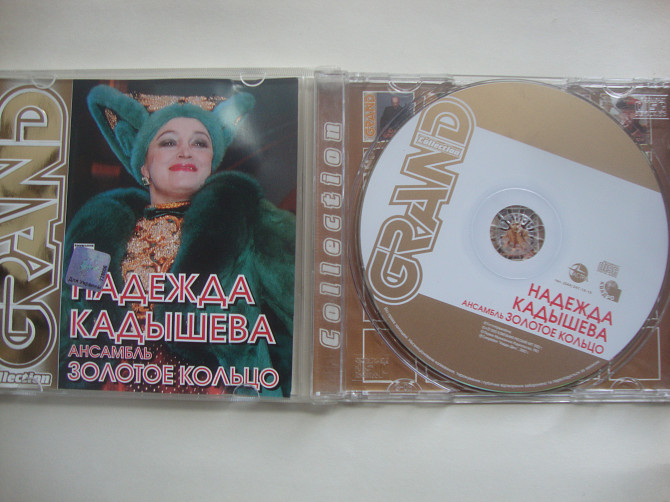 GRAND
Collection
НАДЕЖДА
КАДЫШЕВА
АНСАМБЛЬ
ЗОЛОТОЕ КОЛЬЦО
Collection
GRAND
Collection
НАДЕЖДА
КАДЫШЕВА
АНСАМБЛЬ ЗОЛОТОЕ КОЛЬЦО